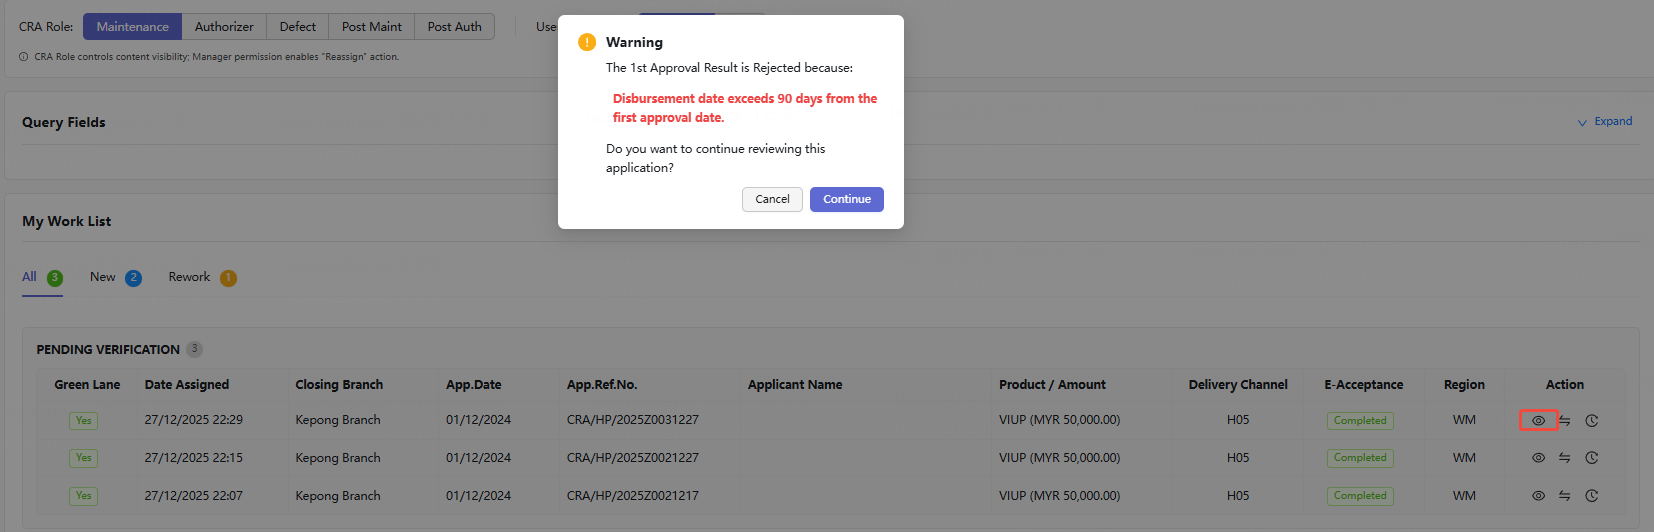 CRA Role: Maintenance Authorizer Defect Post Maint Post Auth Use
CRA Role controls content visibility; Manager permission enables "Reassign" action.
Warning
The 1st Approval Result is Rejected because:
Disbursement date exceeds 90 days from the
first approval date.
Do you want to continue reviewing this
application?
Cancel Continue
Query Fields Expand
My Work List
All 3 New 2 Rework 1
PENDING VERIFICATION 3
Green Lane Date Assigned Closing Branch App.Date App.Ref.No. Applicant Name Product / Amount Delivery Channel E-Acceptance Region Action
Yes 27/12/2025 22:29 Kepong Branch 01/12/2024 CRA/HP/2025Z0031227 VIUP (MYR 50,000.00) H05 Completed WM
Yes 27/12/2025 22:15 Kepong Branch 01/12/2024 CRA/HP/2025Z0021227 VIUP (MYR 50,000.00) H05 Completed WM
Yes 27/12/2025 22:07 Kepong Branch 01/12/2024 CRA/HP/2025Z0021217 VIUP (MYR 50,000.00) H05 Completed WM